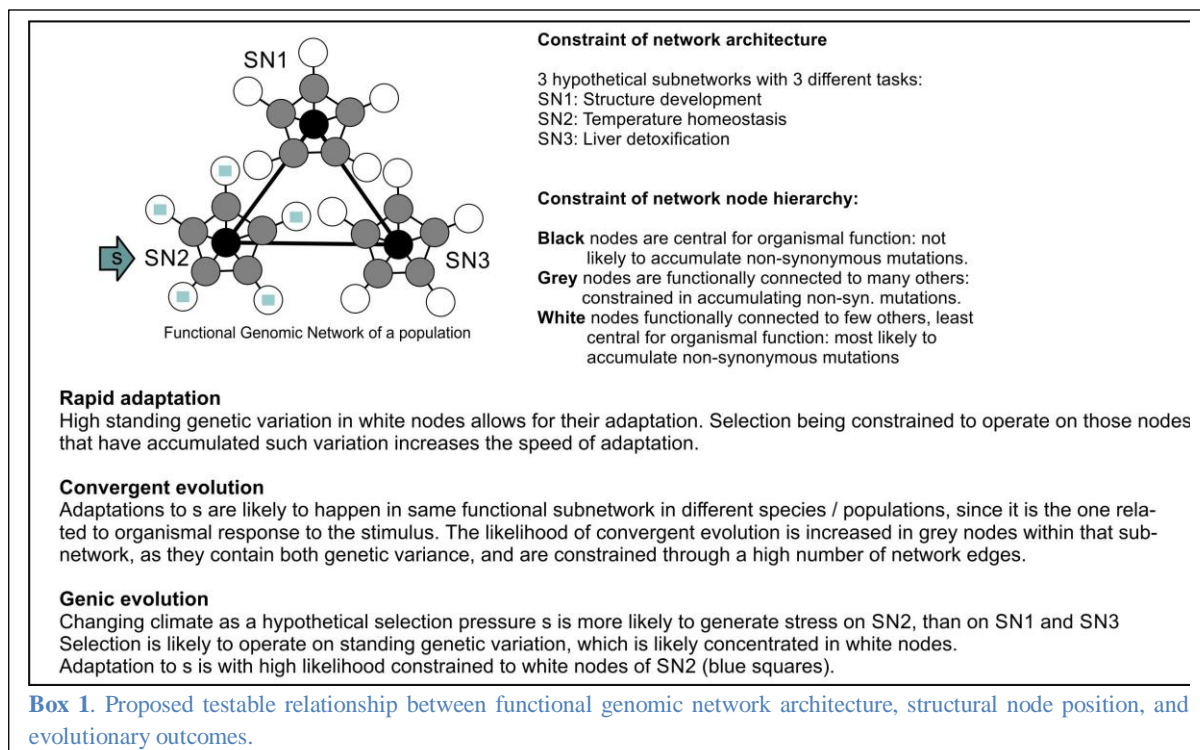 SN1
SN2
SN3
s
Functional Genomic Network of a population
Constraint of network architecture
3 hypothetical subnetworks with 3 different tasks:
SN1: Structure development
SN2: Temperature homeostasis
SN3: Liver detoxification
Constraint of network node hierarchy:
Black nodes are central for organismal function: not
likely to accumulate non-synonymous mutations.
Grey nodes are functionally connected to many others:
constrained in accumulating non-syn. mutations.
White nodes functionally connected to few others, least
central for organismal function: most likely to
accumulate non-synonymous mutations
Rapid adaptation
High standing genetic variation in white nodes allows for their adaptation. Selection being constrained to operate on those nodes
that have accumulated such variation increases the speed of adaptation.
Convergent evolution
Adaptations to s are likely to happen in same functional subnetwork in different species / populations, since it is the one rela-
ted to organismal response to the stimulus. The likelihood of convergent evolution is increased in grey nodes within that sub-
network, as they contain both genetic variance, and are constrained through a high number of network edges.
Genic evolution
Changing climate as a hypothetical selection pressure s is more likely to generate stress on SN2, than on SN1 and SN3
Selection is likely to operate on standing genetic variation, which is likely concentrated in white nodes.
Adaptation to s is with high likelihood constrained to white nodes of SN2 (blue squares).
Box 1. Proposed testable relationship between functional genomic network architecture, structural node position, and
evolutionary outcomes.